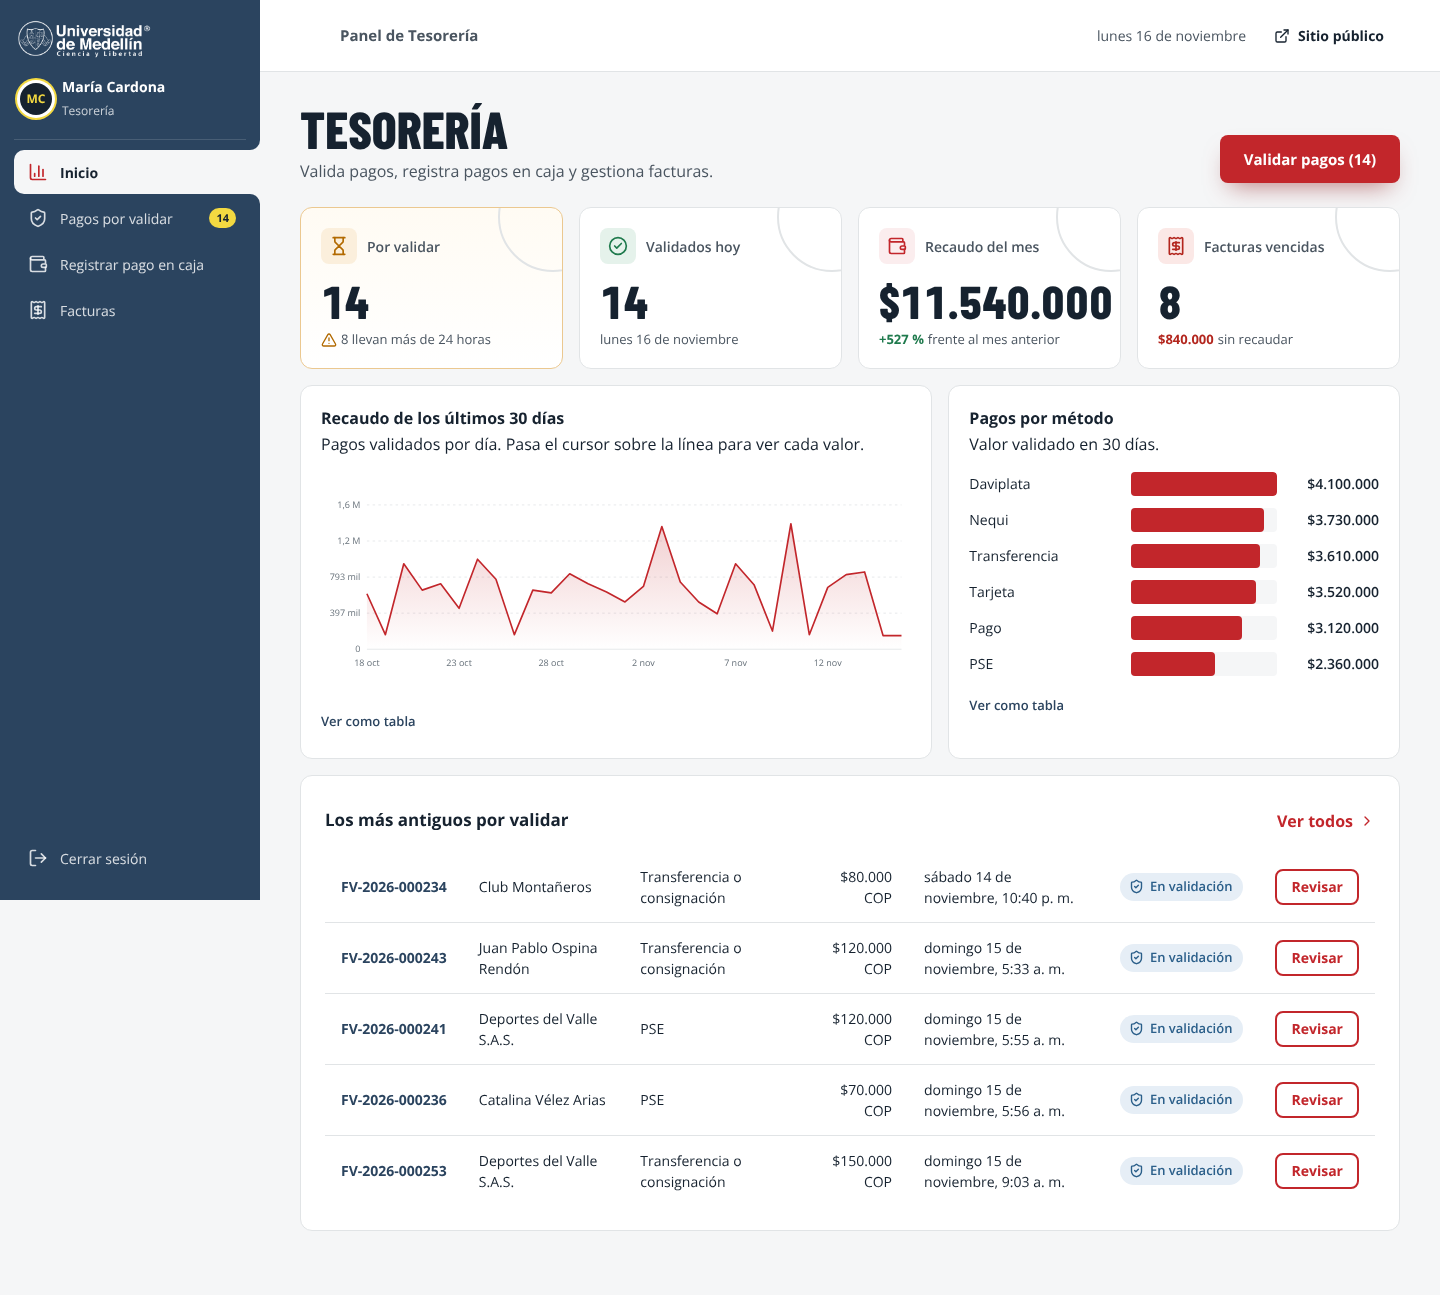 Universidad®
de Medellín
Ciencia y Libertad
MC
María Cardona
Tesorería
Inicio
Pagos por validar
14
Registrar pago en caja
Facturas
Cerrar sesión
Panel de Tesorería
lunes 16 de noviembre
Sitio público
TESORERÍA
Valida pagos, registra pagos en caja y gestiona facturas.
Validar pagos (14)
Por validar
14
8 llevan más de 24 horas
Validados hoy
14
lunes 16 de noviembre
Recaudo del mes
$11.540.000
+527 % frente al mes anterior
Facturas vencidas
8
$840.000 sin recaudar
Recaudo de los últimos 30 días
Pagos validados por día. Pasa el cursor sobre la línea para ver cada valor.
1,6 M
1,2 M
793 mil
397 mil
0
18 oct 23 oct 28 oct 2 nov 7 nov 12 nov
Ver como tabla
Pagos por método
Valor validado en 30 días.
Daviplata $4.100.000
Nequi $3.730.000
Transferencia $3.610.000
Tarjeta $3.520.000
Pago $3.120.000
PSE $2.360.000
Ver como tabla
Los más antiguos por validar
Ver todos
FV-2026-000234
Club Montañeros
Transferencia o
consignación
$80.000
COP
sábado 14 de
noviembre, 10:40 p. m.
En validación
Revisar
FV-2026-000243
Juan Pablo Ospina
Rendón
Transferencia o
consignación
$120.000
COP
domingo 15 de
noviembre, 5:33 a. m.
En validación
Revisar
FV-2026-000241
Deportes del Valle
S.A.S.
PSE
$120.000
COP
domingo 15 de
noviembre, 5:55 a. m.
En validación
Revisar
FV-2026-000236
Catalina Vélez Arias
PSE
$70.000
COP
domingo 15 de
noviembre, 5:56 a. m.
En validación
Revisar
FV-2026-000253
Deportes del Valle
S.A.S.
Transferencia o
consignación
$150.000
COP
domingo 15 de
noviembre, 9:03 a. m.
En validación
Revisar